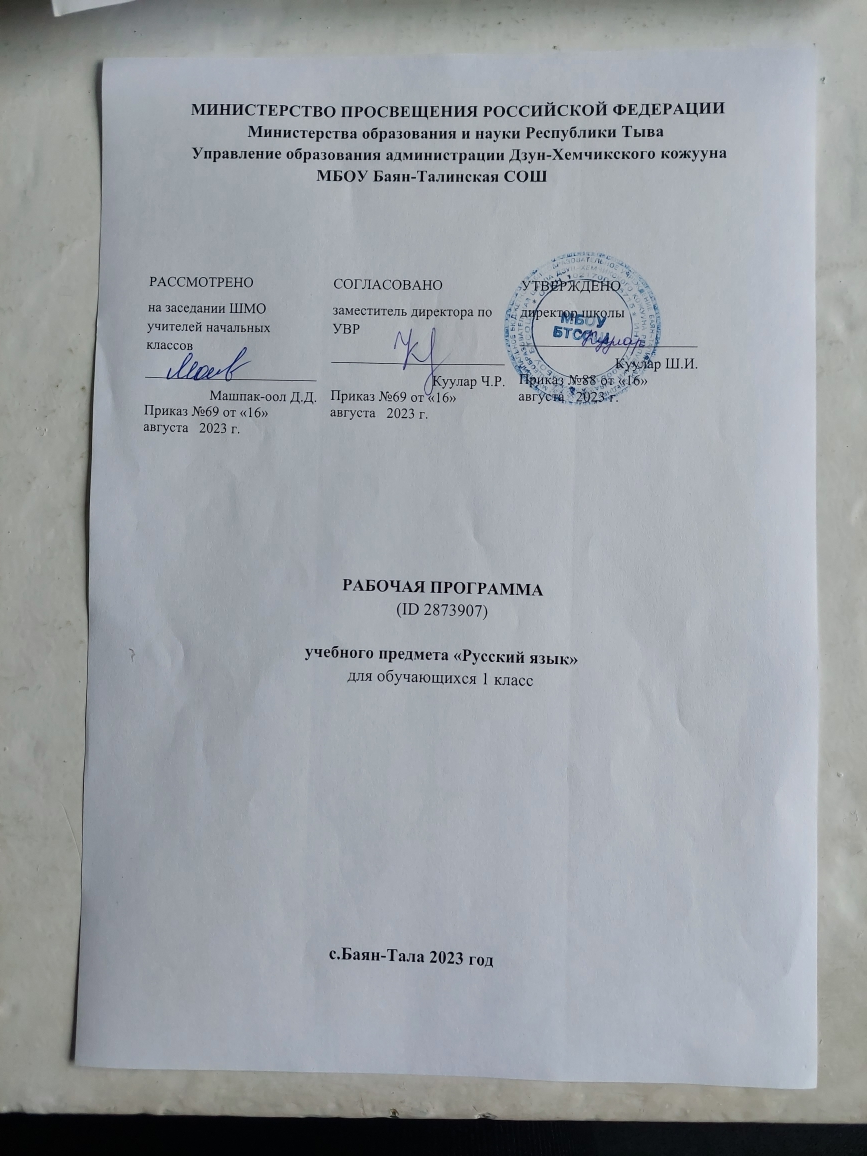 МИНИСТЕРСТВО ПРОСВЕЩЕНИЯ РОССИЙСКОЙ ФЕДЕРАЦИИ
Министерства образования и науки Республики Тыва
Управление образования администрации Дзун-Хемчикского кожууна
МБОУ Баян-Талинская СОШ
РАССМОТРЕНО
на заседании ШМО
учителей начальных
классов
Машпак-оол Д.Д.
Приказ №69 от «16»
августа 2023 г.
СОГЛАСОВАНО
заместитель директора по
УВР
Куулар Ч.Р.
Приказ №69 от «16»
августа 2023 г.
УТВЕРЖДЕНО
директор школы
МБОУ
Куулар Ш.И.
Приказ №88 от «16»
августа 2023 г.
РАБОЧАЯ ПРОГРАММА
(ID 2873907)
учебного предмета «Русский язык»
для обучающихся 1 класс
с.Баян-Тала 2023 год